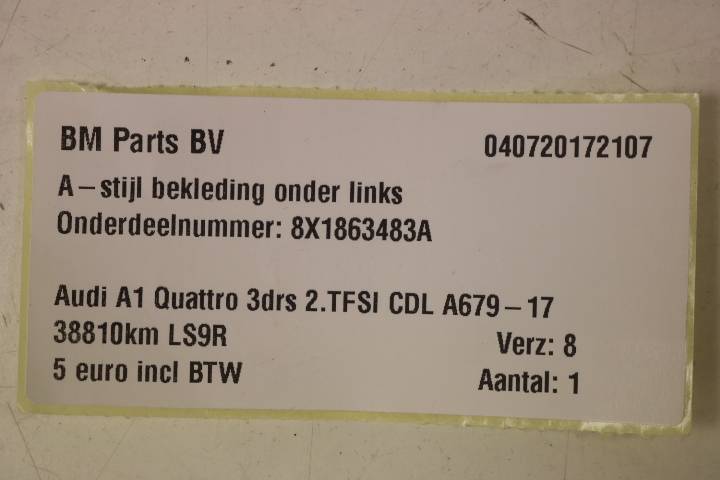 BM Parts BV 040720172107
A-stijl bekleding onder links
Onderdeelnummer: 8X1863483A
Audi A1 Quattro 3drs 2.TFSI CDL A679-17
38810km LS9R Verz: 8
5 euro incl BTW Aantal: 1